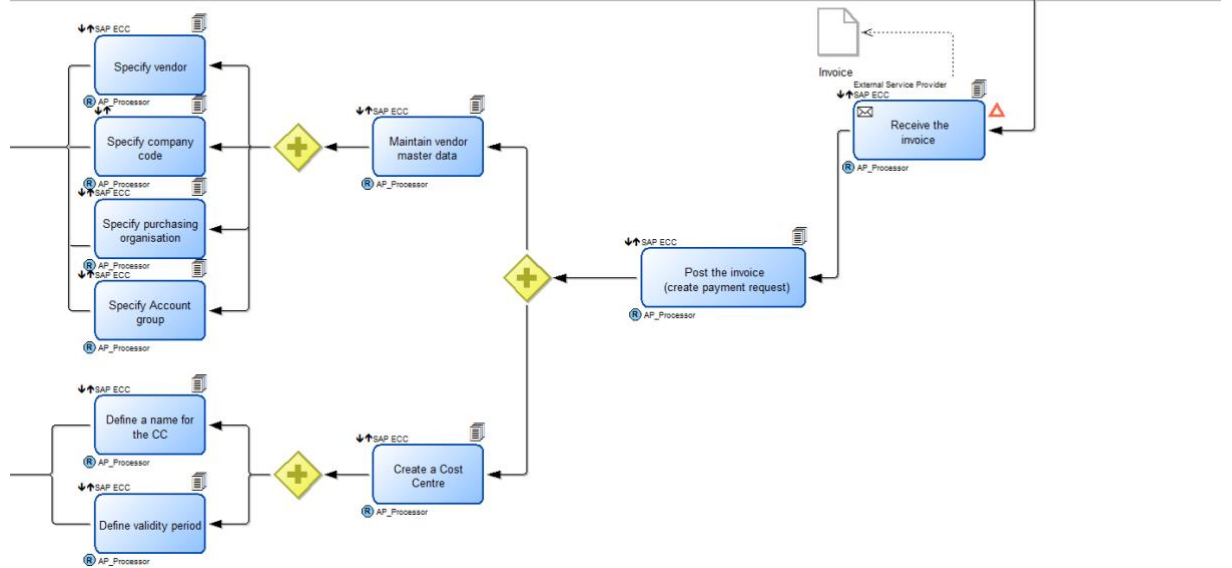 SAP ECC
Specify vendor
R AP_Processor
Specify company
code
R AP_Processor
SAP ECC
Specify purchasing
organisation
R AP_Processor
SAP ECC
Specify Account
group
R AP_Processor
SAP ECC
Define a name for
the CC
R AP_Processor
SAP ECC
Define validity period
R AP_Processor
SAP ECC
Maintain vendor
master data
R AP_Processor
SAP ECC
Create a Cost
Centre
R AP_Processor
SAP ECC
Post the invoice
(create payment request)
R AP_Processor
Invoice
External Service Provider
SAP ECC
Receive the
invoice
R AP_Processor